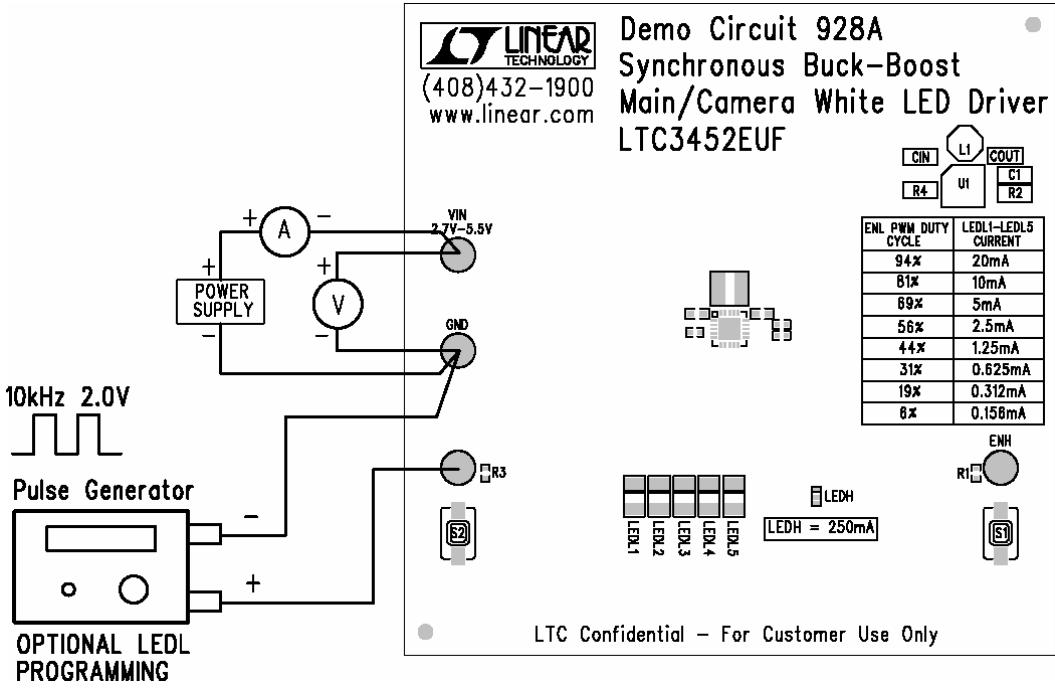 LINEAR
TECHNOLOGY
(408)432-1900
www.linear.com
Demo Circuit 928A
Synchronous Buck-Boost
Main/Camera White LED Driver
LTC3452EUF
CIN
L1
COUT
R4
U1
C1
R2
ENL PWM DUTY CYCLE LEDL1-LEDL5 CURRENT
94% 20mA
81% 10mA
69% 5mA
56% 2.5mA
44% 1.25mA
31% 0.625mA
19% 0.312mA
6% 0.156mA
VIN
2.7V-5.5V
+ A -
+
POWER
SUPPLY
-
+
V
-
GND
10kHz 2.0V
Pulse Generator
-
+
OPTIONAL LEDL
PROGRAMMING
R3
S2
LEDL1
LEDL2
LEDL3
LEDL4
LEDL5
LEDH
LEDH = 250mA
ENH
R1
S1
LTC Confidential - For Customer Use Only